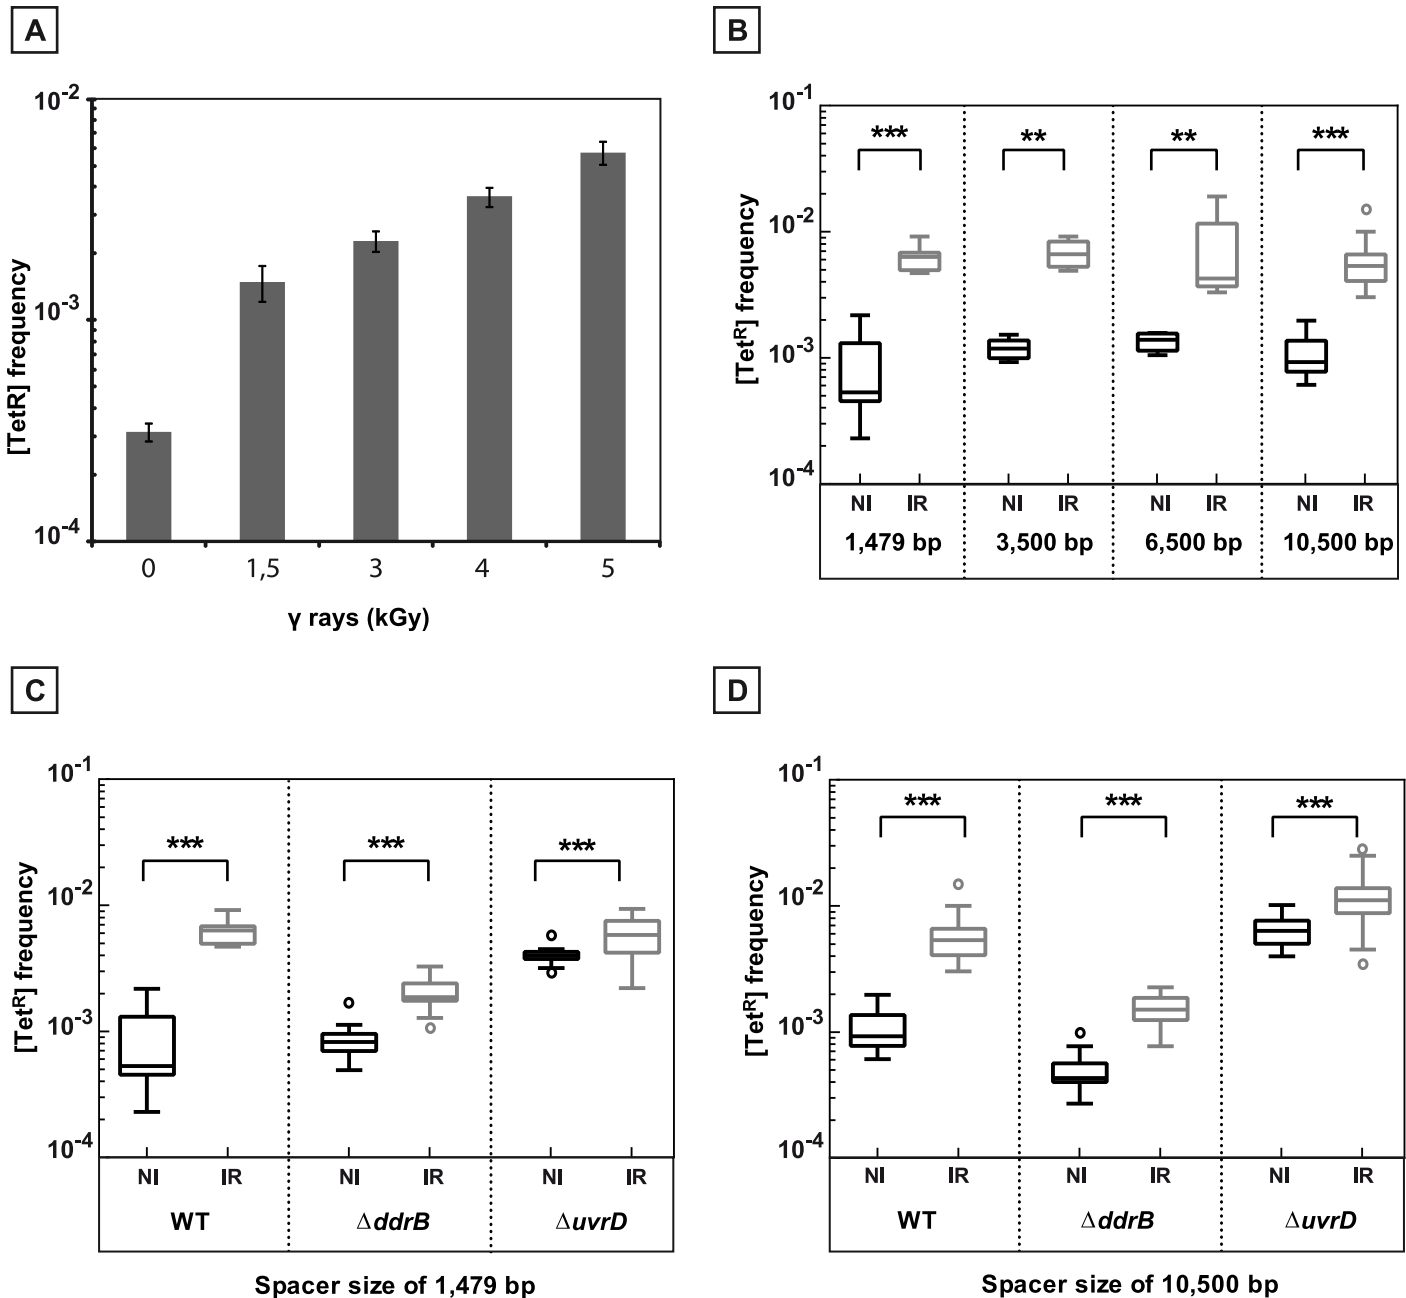 A
[TetR] frequency
10-2
10-3
10-4
0 1,5 3 4 5
γ rays (kGy)
B
[TetR] frequency
10-1
10-2
10-3
10-4
*** ** ** ***
NI IR NI IR NI IR NI IR
1,479 bp 3,500 bp 6,500 bp 10,500 bp
C
[TetR] frequency
10-1
10-2
10-3
10-4
*** *** ***
NI IR NI IR NI IR
WT ΔddrB ΔuvrD
Spacer size of 1,479 bp
D
[TetR] frequency
10-1
10-2
10-3
10-4
*** *** ***
NI IR NI IR NI IR
WT ΔddrB ΔuvrD
Spacer size of 10,500 bp